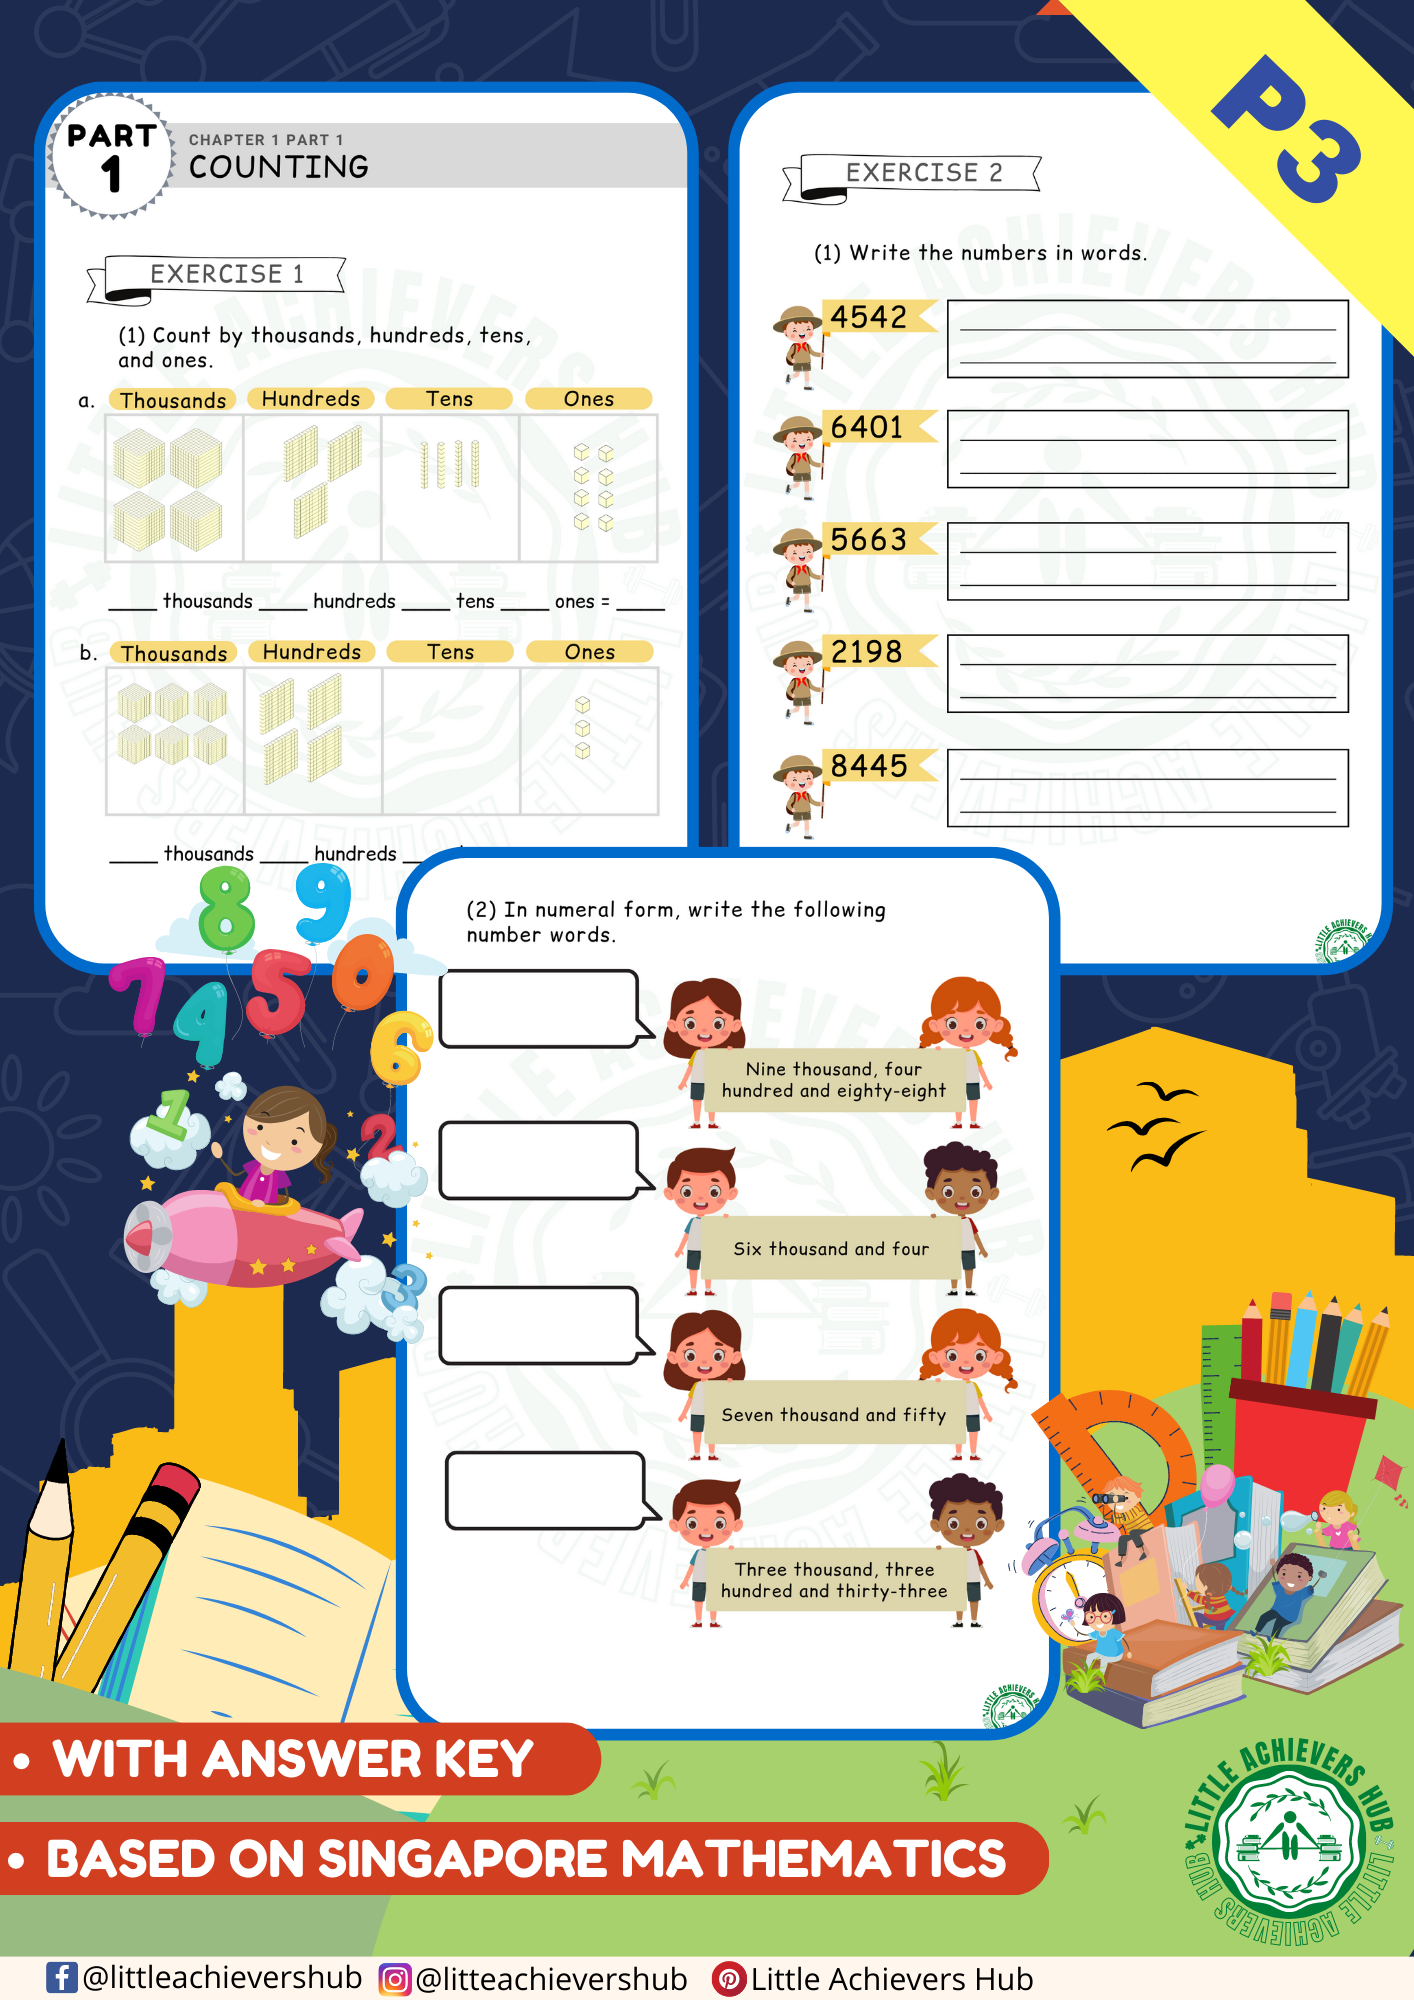 P3
PART
1
CHAPTER 1 PART 1
COUNTING
EXERCISE 1
(1) Count by thousands, hundreds, tens,
and ones.
a. Thousands Hundreds Tens Ones
____ thousands ____ hundreds ____ tens ____ ones = ____
b. Thousands Hundreds Tens Ones
____ thousands ____ hundreds
EXERCISE 2
(1) Write the numbers in words.
4542
6401
5663
2198
8445
(2) In numeral form, write the following
number words.
Nine thousand, four
hundred and eighty-eight
Six thousand and four
Seven thousand and fifty
Three thousand, three
hundred and thirty-three
8 9
7 4 5 0
6
1 2
3
• WITH ANSWER KEY
• BASED ON SINGAPORE MATHEMATICS
LITTLE ACHIEVERS HUB
LITTLE ACHIEVERS HUB
@littleachievershub @litteachievershub Little Achievers Hub